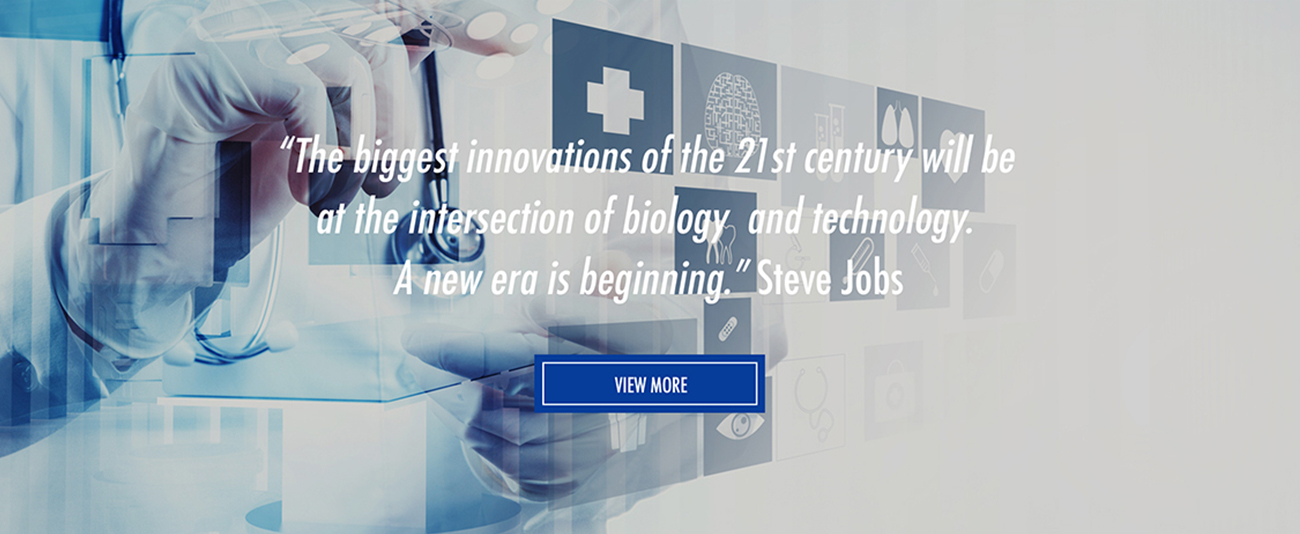 “The biggest innovations of the 21st century will be
at the intersection of biology  and technology.
A new era is beginning.” Steve Jobs
VIEW MORE